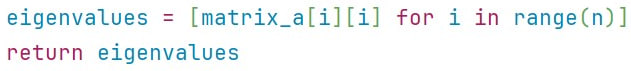 eigenvalues = [matrix_a[i][i] for i in range(n)]
return eigenvalues